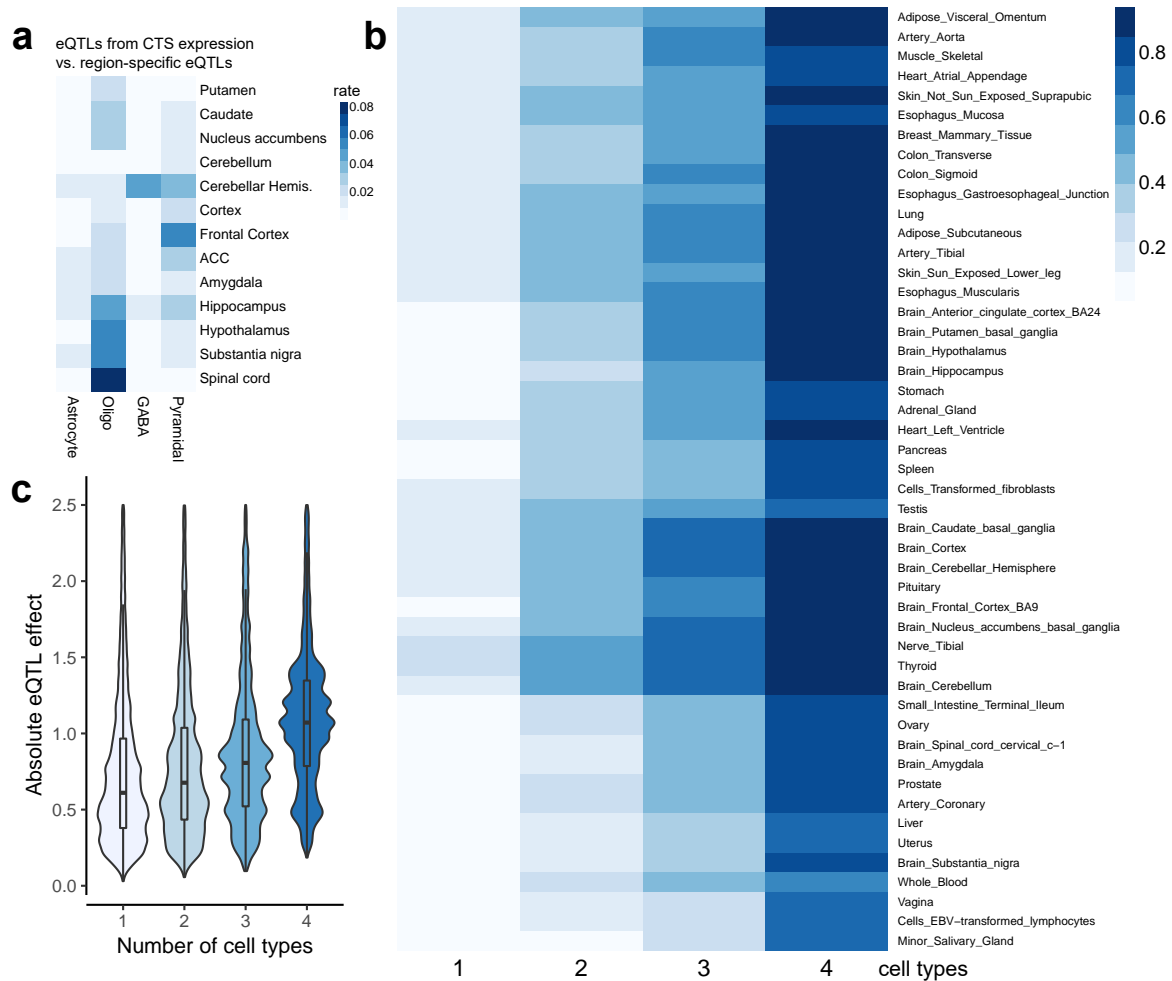 a
eQTLs from CTS expression
vs. region-specific eQTLs
Putamen
Caudate
Nucleus accumbens
Cerebellum
Cerebellar Hemis.
Cortex
Frontal Cortex
ACC
Amygdala
Hippocampus
Hypothalamus
Substantia nigra
Spinal cord
Astrocyte
Oligo
GABA
Pyramidal
rate
0.08
0.06
0.04
0.02
b
Adipose_Visceral_Omentum
Artery_Aorta
Muscle_Skeletal
Heart_Atrial_Appendage
Skin_Not_Sun_Exposed_Suprapubic
Esophagus_Mucosa
Breast_Mammary_Tissue
Colon_Transverse
Colon_Sigmoid
Esophagus_Gastroesophageal_Junction
Lung
Adipose_Subcutaneous
Artery_Tibial
Skin_Sun_Exposed_Lower_leg
Esophagus_Muscularis
Brain_Anterior_cingulate_cortex_BA24
Brain_Putamen_basal_ganglia
Brain_Hypothalamus
Brain_Hippocampus
Stomach
Adrenal_Gland
Heart_Left_Ventricle
Pancreas
Spleen
Cells_Transformed_fibroblasts
Testis
Brain_Caudate_basal_ganglia
Brain_Cortex
Brain_Cerebellar_Hemisphere
Pituitary
Brain_Frontal_Cortex_BA9
Brain_Nucleus_accumbens_basal_ganglia
Nerve_Tibial
Thyroid
Brain_Cerebellum
Small_Intestine_Terminal_Ileum
Ovary
Brain_Spinal_cord_cervical_c−1
Brain_Amygdala
Prostate
Artery_Coronary
Liver
Uterus
Brain_Substantia_nigra
Whole_Blood
Vagina
Cells_EBV−transformed_lymphocytes
Minor_Salivary_Gland
1 2 3 4 cell types
0.8
0.6
0.4
0.2
c
Absolute eQTL effect
2.5
2.0
1.5
1.0
0.5
0.0
1 2 3 4
Number of cell types